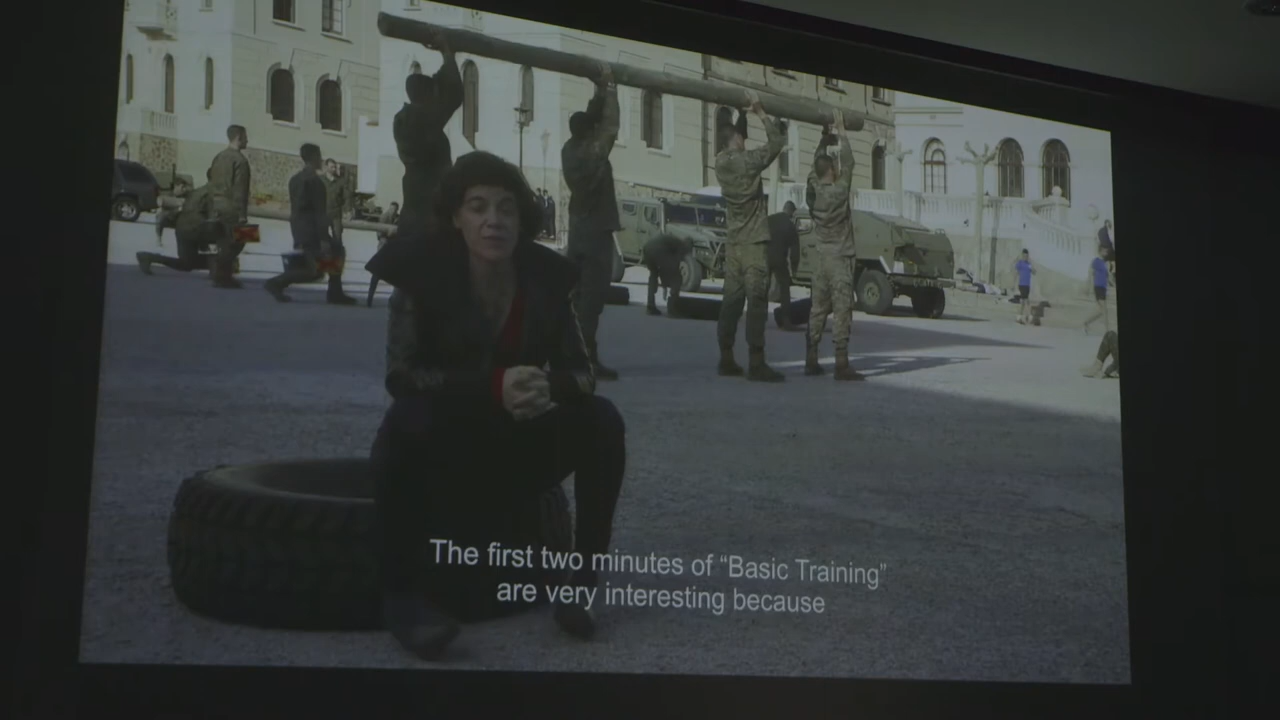 The first two minutes of “Basic Training”
are very interesting because